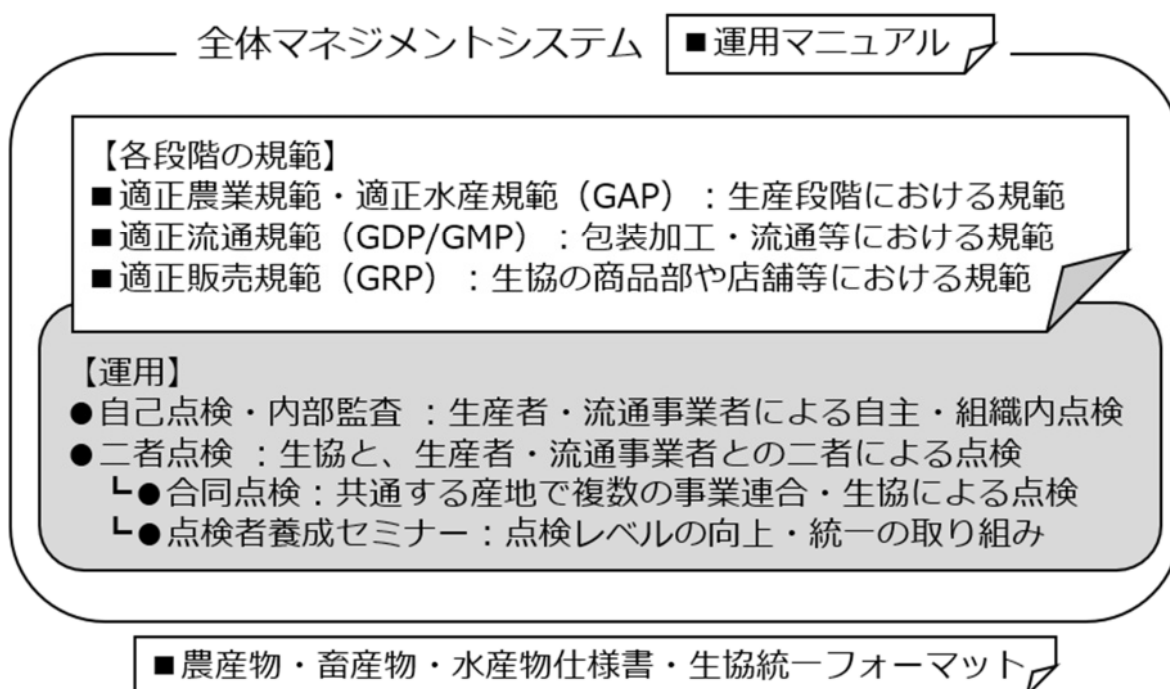 全体マネジメントシステム ■運用マニュアル
【各段階の規範】
■適正農業規範・適正水産規範（GAP）：生産段階における規範
■適正流通規範（GDP/GMP）：包装加工・流通等における規範
■適正販売規範（GRP）：生協の商品部や店舗等における規範
【運用】
●自己点検・内部監査 ：生産者・流通事業者による自主・組織内点検
●二者点検 ：生協と、生産者・流通事業者との二者による点検
┗●合同点検：共通する産地で複数の事業連合・生協による点検
┗●点検者養成セミナー：点検レベルの向上・統一の取り組み
■農産物・畜産物・水産物仕様書・生協統一フォーマット